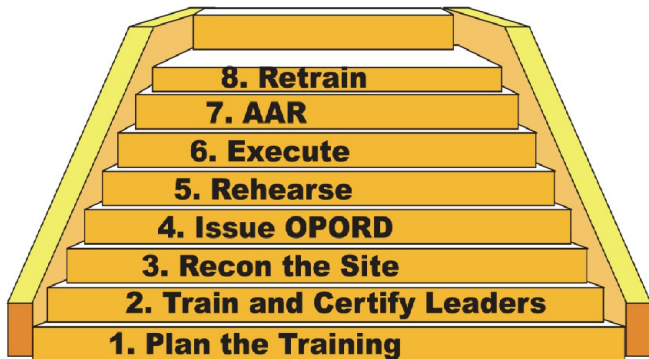 8. Retrain
7. AAR
6. Execute
5. Rehearse
4. Issue OPORD
3. Recon the Site
2. Train and Certify Leaders
1. Plan the Training